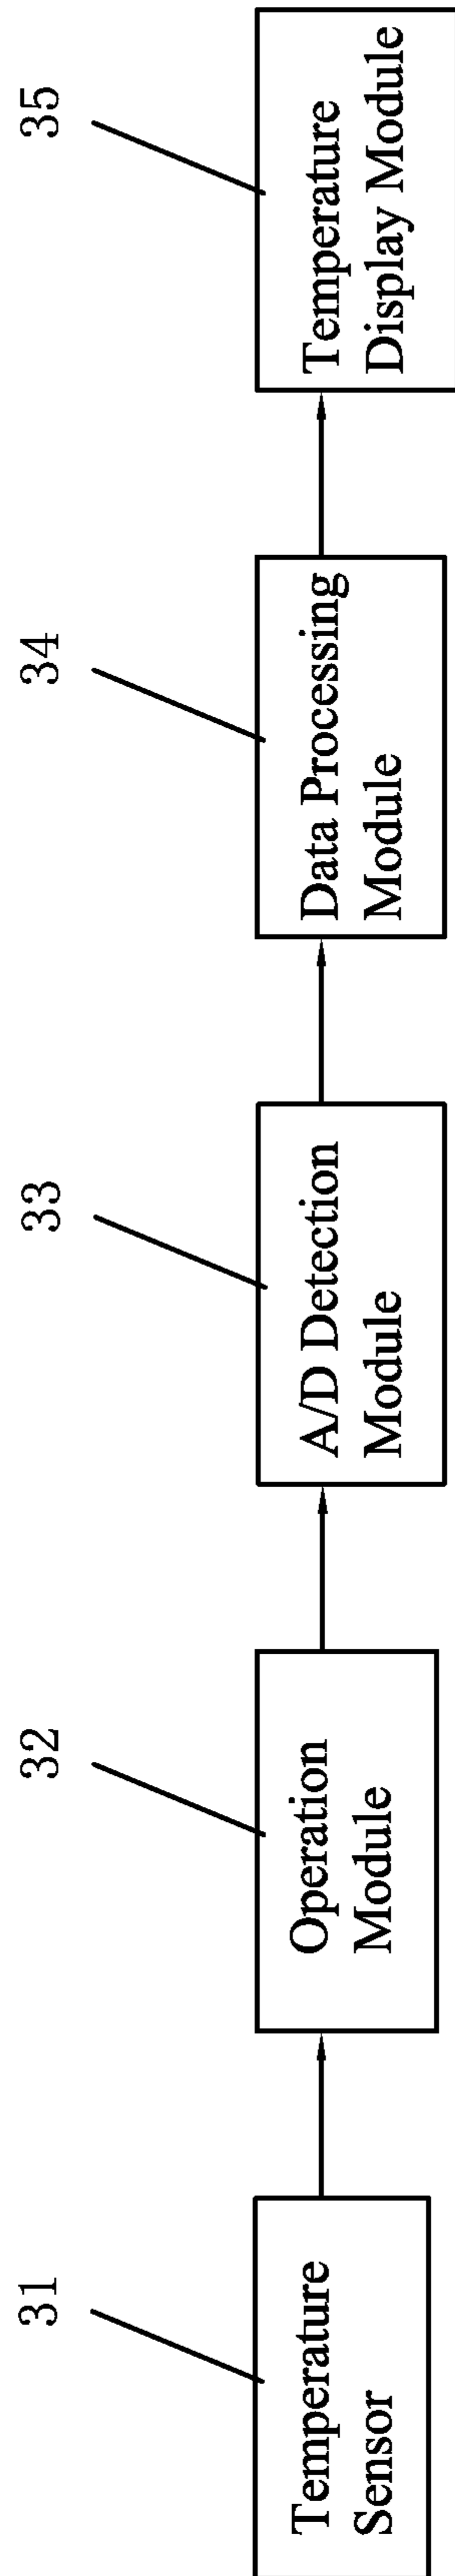 31
Temperature
Sensor
32
Operation
Module
33
A/D Detection
Module
34
Data Processing
Module
35
Temperature
Display Module